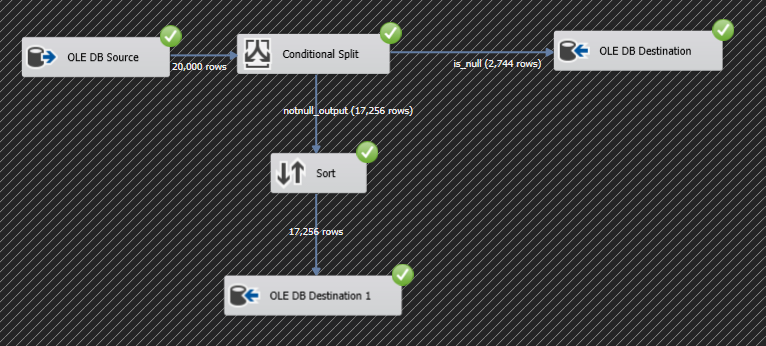 OLE DB Source
20,000 rows
Conditional Split
is_null (2,744 rows)
OLE DB Destination
notnull_output (17,256 rows)
Sort
17,256 rows
OLE DB Destination 1